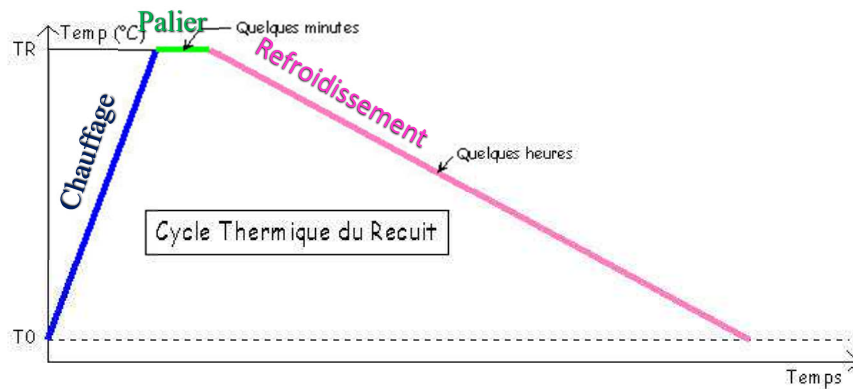 Palier
Temp (°C)
Quelques minutes
TR
Refroidissement
Chauffage
Quelques heures
Cycle Thermique du Recuit
T0
Temps